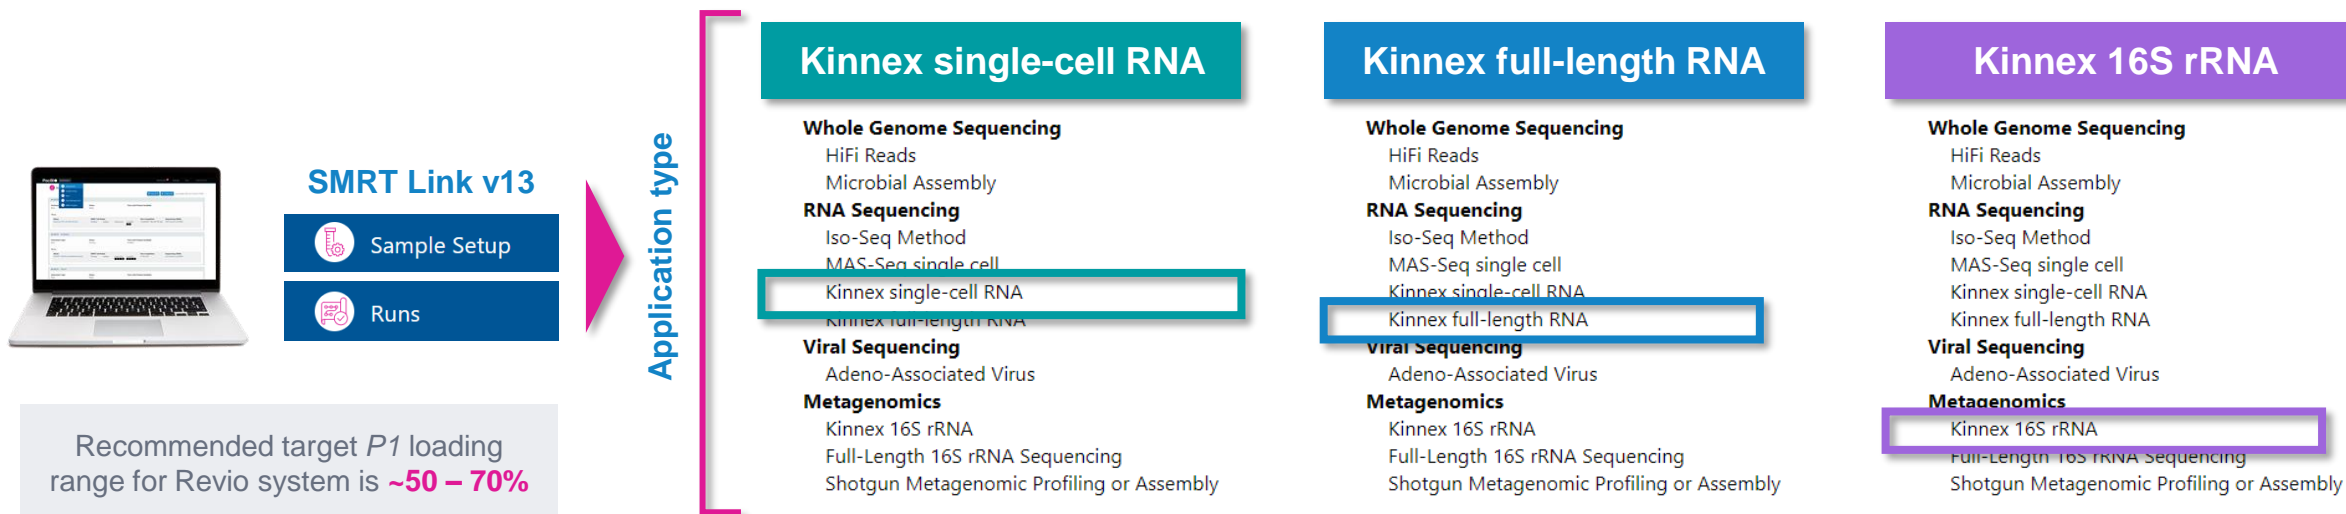 SMRT Link v13
Sample Setup
Runs
Recommended target P1 loading
range for Revio system is ~50 – 70%
Application type
Kinnex single-cell RNA
Whole Genome Sequencing
HiFi Reads
Microbial Assembly
RNA Sequencing
Iso-Seq Method
MAS-Seq single cell
Kinnex single-cell RNA
Kinnex full-length RNA
Viral Sequencing
Adeno-Associated Virus
Metagenomics
Kinnex 16S rRNA
Full-Length 16S rRNA Sequencing
Shotgun Metagenomic Profiling or Assembly
Kinnex full-length RNA
Whole Genome Sequencing
HiFi Reads
Microbial Assembly
RNA Sequencing
Iso-Seq Method
MAS-Seq single cell
Kinnex single-cell RNA
Kinnex full-length RNA
Viral Sequencing
Adeno-Associated Virus
Metagenomics
Kinnex 16S rRNA
Full-Length 16S rRNA Sequencing
Shotgun Metagenomic Profiling or Assembly
Kinnex 16S rRNA
Whole Genome Sequencing
HiFi Reads
Microbial Assembly
RNA Sequencing
Iso-Seq Method
MAS-Seq single cell
Kinnex single-cell RNA
Kinnex full-length RNA
Viral Sequencing
Adeno-Associated Virus
Metagenomics
Kinnex 16S rRNA
Full-Length 16S rRNA Sequencing
Shotgun Metagenomic Profiling or Assembly